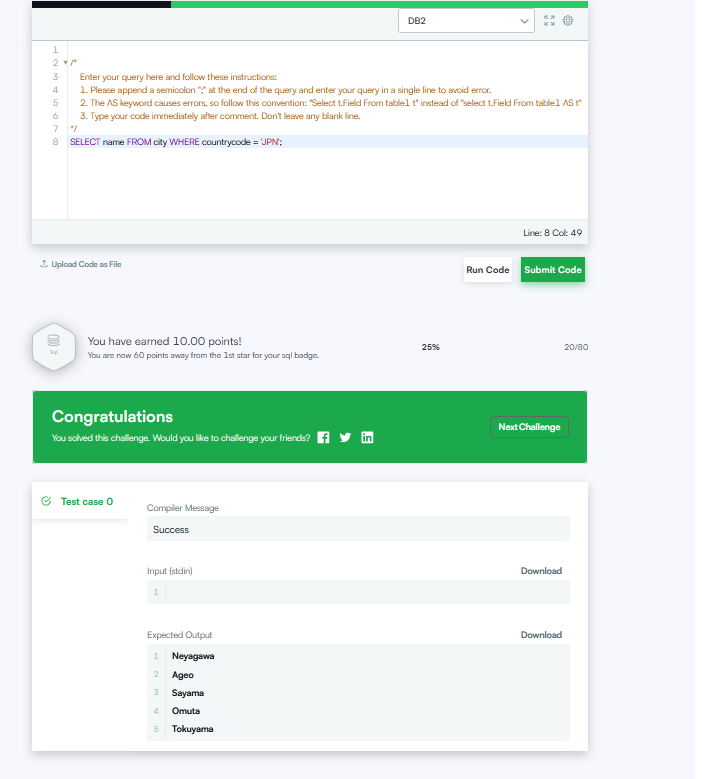 DB2
1
2 /*
3 Enter your query here and follow these instructions:
4 1. Please append a semicolon ";" at the end of the query and enter your query in a single line to avoid error.
5 2. The AS keyword causes errors, so follow this convention: "Select t.Field From table1 t" instead of "select t.Field From table1 AS t"
6 3. Type your code immediately after comment. Don't leave any blank line.
7 */
8 SELECT name FROM city WHERE countrycode = 'JPN';
Line: 8 Col: 49
Upload Code as File
Run Code
Submit Code
Sql
You have earned 10.00 points!
You are now 60 points away from the 1st star for your sql badge.
25%
20/80
Congratulations
You solved this challenge. Would you like to challenge your friends?
Next Challenge
Test case 0
Compiler Message
Success
Input (stdin)
Download
1
Expected Output
Download
1 Neyagawa
2 Ageo
3 Sayama
4 Omuta
5 Tokuyama